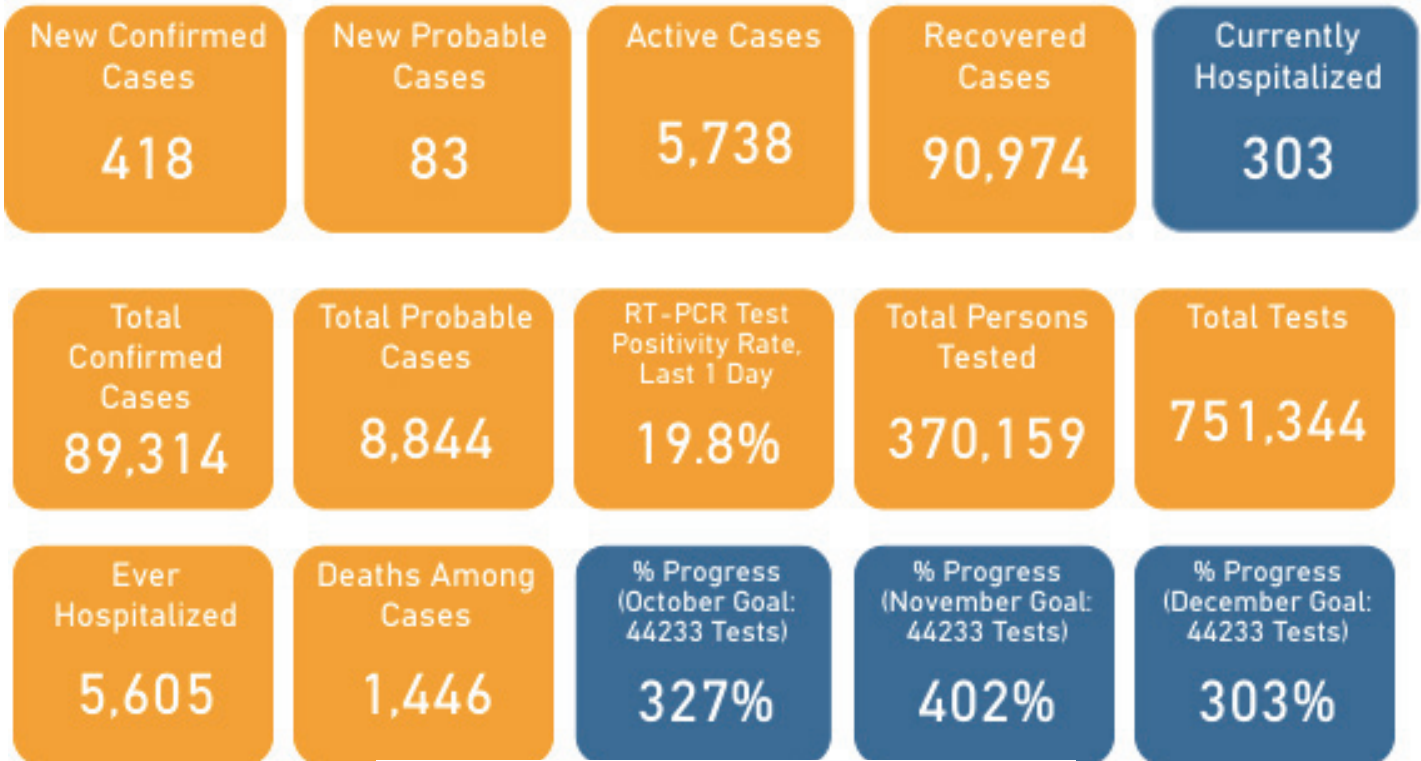 New Confirmed
Cases
418
New Probable
Cases
83
Active Cases
5,738
Recovered
Cases
90,974
Currently
Hospitalized
303
Total
Confirmed
Cases
89,314
Total Probable
Cases
8,844
RT-PCR Test
Positivity Rate,
Last 1 Day
19.8%
Total Persons
Tested
370,159
Total Tests
751,344
Ever
Hospitalized
5,605
Deaths Among
Cases
1,446
% Progress
(October Goal:
44233 Tests)
327%
% Progress
(November Goal:
44233 Tests)
402%
% Progress
(December Goal:
44233 Tests)
303%